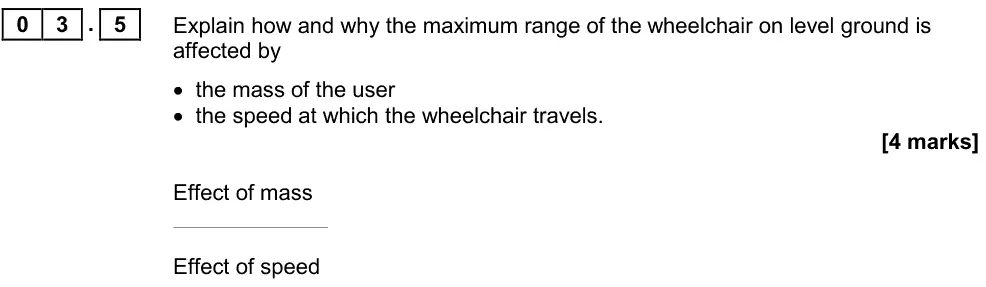 0 3 . 5 Explain how and why the maximum range of the wheelchair on level ground is
affected by
• the mass of the user
• the speed at which the wheelchair travels.
[4 marks]
Effect of mass
Effect of speed